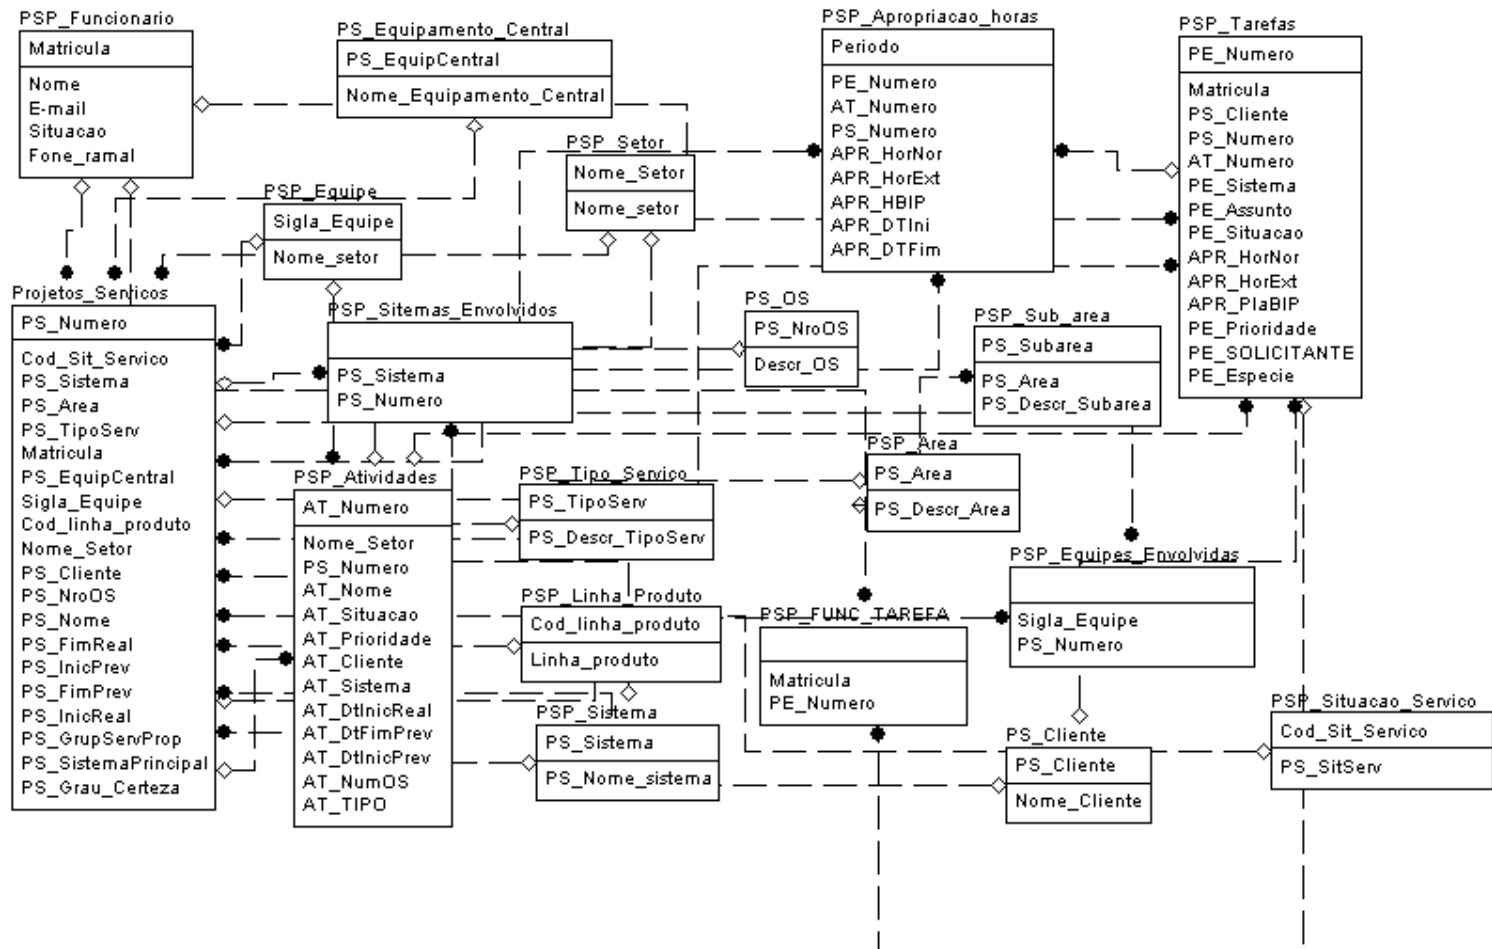 PSP_Funcionario
Matricula
Nome
E-mail
Situacao
Fone_ramal
PS_Equipamento_Central
PS_EquipCentral
Nome_Equipamento_Central
PSP_Setor
Nome_Setor
Nome_setor
PSP_Equipe
Sigla_Equipe
Nome_setor
PSP_Apropriacao_horas
Periodo
PE_Numero
AT_Numero
PS_Numero
APR_HorNor
APR_HorExt
APR_HBIP
APR_DTIni
APR_DTFim
PSP_Tarefas
PE_Numero
Matricula
PS_Cliente
PS_Numero
AT_Numero
PE_Sistema
PE_Assunto
PE_Situacao
APR_HorNor
APR_HorExt
APR_PlaBIP
PE_Prioridade
PE_SOLICITANTE
PE_Especie
Projetos_Servicos
PS_Numero
Cod_Sit_Servico
PS_Sistema
PS_Area
PS_TipoServ
Matricula
PS_EquipCentral
Sigla_Equipe
Cod_linha_produto
Nome_Setor
PS_Cliente
PS_NroOS
PS_Nome
PS_FimReal
PS_InicPrev
PS_FimPrev
PS_InicReal
PS_GrupServProp
PS_SistemaPrincipal
PS_Grau_Certeza
PSP_Sitemas_Envolvidos
PS_Sistema
PS_Numero
PS_OS
PS_NroOS
Descr_OS
PSP_Sub_area
PS_Subarea
PS_Area
PS_Descr_Subarea
PSP_Area
PS_Area
PS_Descr_Area
PSP_Atividades
AT_Numero
Nome_Setor
PS_Numero
AT_Nome
AT_Situacao
AT_Prioridade
AT_Cliente
AT_Sistema
AT_DtInicReal
AT_DtFimPrev
AT_DtInicPrev
AT_NumOS
AT_TIPO
PSP_Tipo_Servico
PS_TipoServ
PS_Descr_TipoServ
PSP_Linha_Produto
Cod_linha_produto
Linha_produto
PSP_Sistema
PS_Sistema
PS_Nome_sistema
PSP_FUNC_TAREFA
Matricula
PE_Numero
PSP_Equipes_Envolvidas
Sigla_Equipe
PS_Numero
PS_Cliente
PS_Cliente
Nome_Cliente
PSP_Situacao_Servico
Cod_Sit_Servico
PS_SitServ